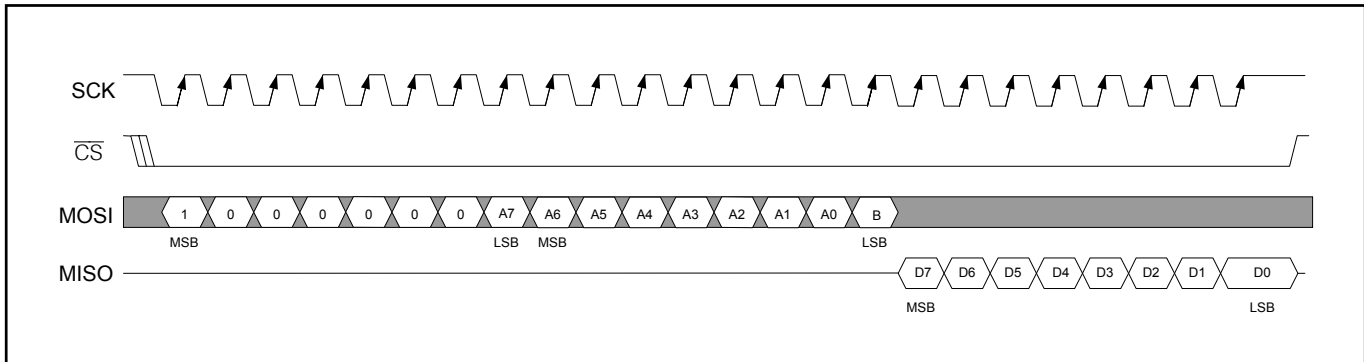 SCK
CS
MOSI 1 0 0 0 0 0 0 A7 A6 A5 A4 A3 A2 A1 A0 B
MSB LSB MSB LSB
MISO D7 D6 D5 D4 D3 D2 D1 D0
MSB LSB